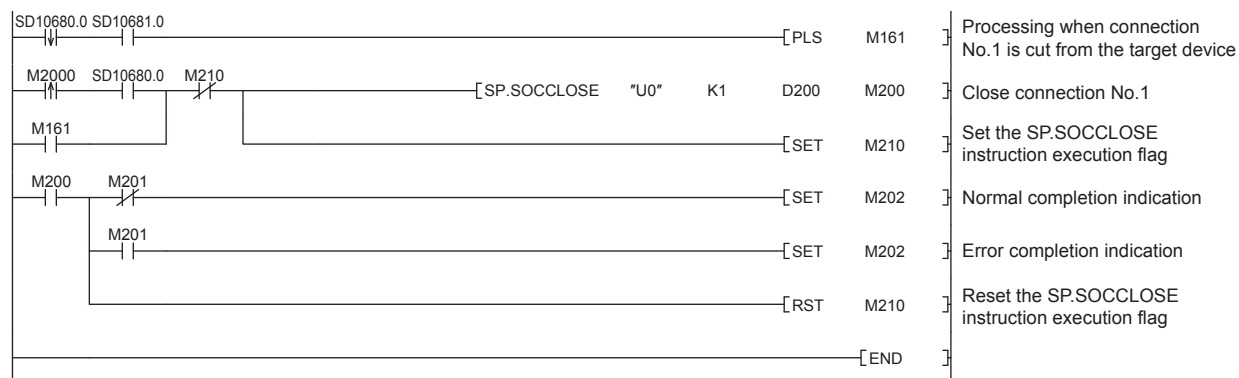 SD10680.0 SD10681.0
[PLS M161 ]
Processing when connection
No.1 is cut from the target device
M2000 SD10680.0 M210
[SP.SOCCLOSE "U0" K1 D200 M200 ]
Close connection No.1
M161
[SET M210 ]
Set the SP.SOCCLOSE
instruction execution flag
M200 M201
[SET M202 ]
Normal completion indication
M201
[SET M202 ]
Error completion indication
[RST M210 ]
Reset the SP.SOCCLOSE
instruction execution flag
[END ]